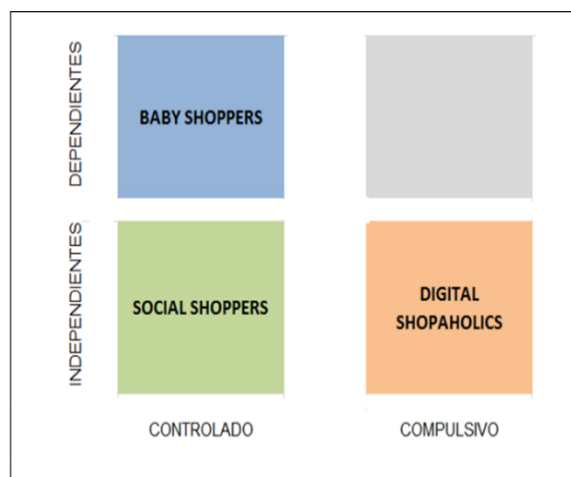 DEPENDIENTES
BABY SHOPPERS
INDEPENDIENTES
SOCIAL SHOPPERS
DIGITAL
SHOPAHOLICS
CONTROLADO
COMPULSIVO